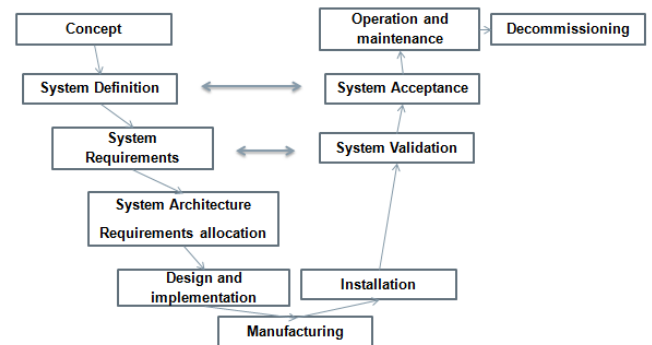 Concept
System Definition
System
Requirements
System Architecture
Requirements allocation
Design and
implementation
Manufacturing
Installation
System Validation
System Acceptance
Operation and
maintenance
Decommissioning